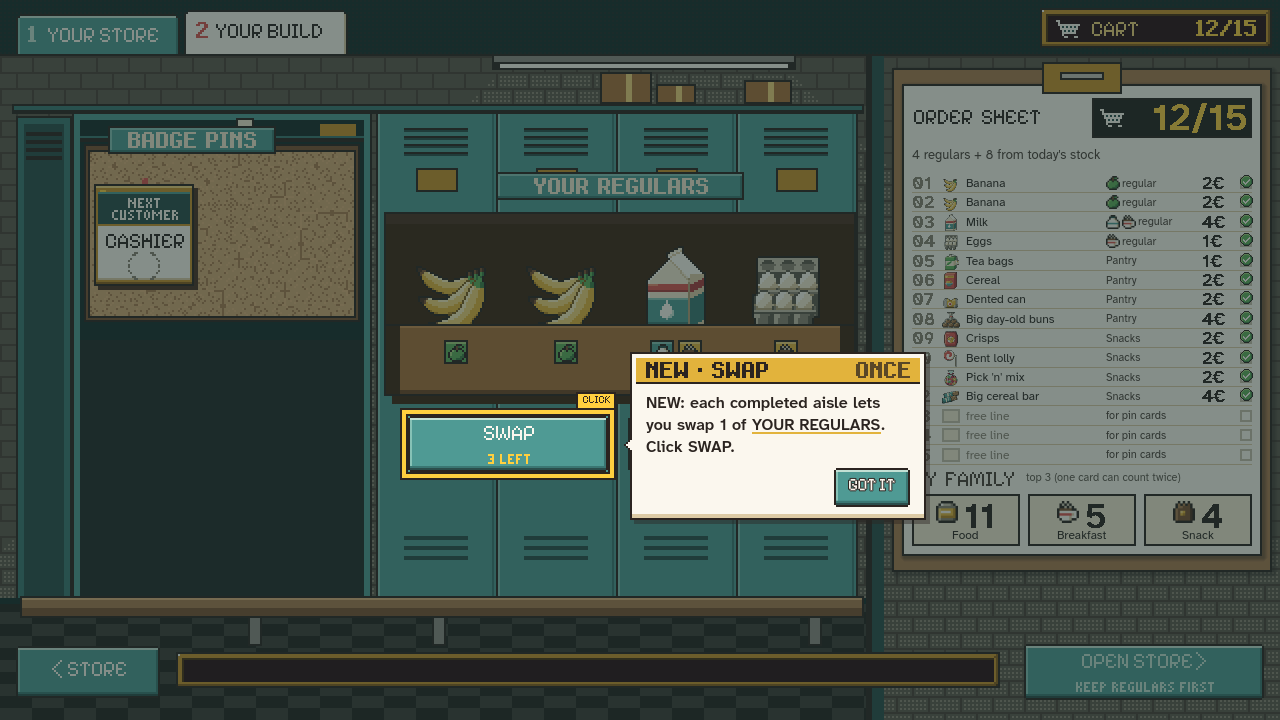 1 YOUR STORE
2 YOUR BUILD
CART 12/15
BADGE PINS
NEXT
CUSTOMER
CASHIER
YOUR REGULARS
CLICK
SWAP
3 LEFT
NEW · SWAP ONCE
NEW: each completed aisle lets
you swap 1 of YOUR REGULARS.
Click SWAP.
GOT IT
ORDER SHEET 12/15
4 regulars + 8 from today's stock
01 Banana regular 2€
02 Banana regular 2€
03 Milk regular 4€
04 Eggs regular 1€
05 Tea bags Pantry 1€
06 Cereal Pantry 2€
07 Dented can Pantry 2€
08 Big day-old buns Pantry 4€
09 Crisps Snacks 2€
Bent lolly Snacks 2€
Pick 'n' mix Snacks 2€
Big cereal bar Snacks 4€
free line for pin cards
free line for pin cards
free line for pin cards
FAMILY top 3 (one card can count twice)
11 Food
5 Breakfast
4 Snack
< STORE
OPEN STORE >
KEEP REGULARS FIRST